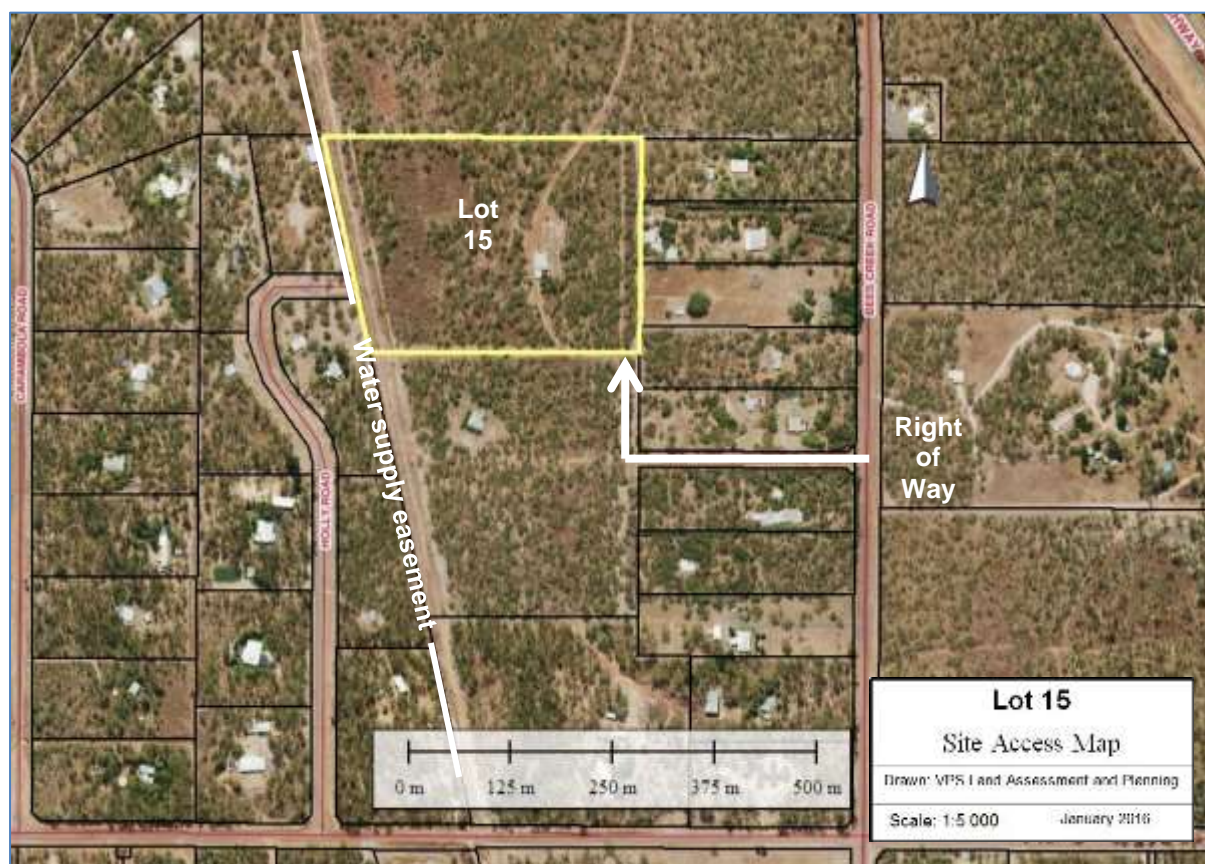 HWAY
Lot
15
CARAMBOLA ROAD
BEES CREEK ROAD
HOLLY ROAD
Water supply easement
Right
of
Way
0 m 125 m 250 m 375 m 500 m
Lot 15
Site Access Map
Drawn: VPS Land Assessment and Planning
Scale: 1:5 000 January 2016